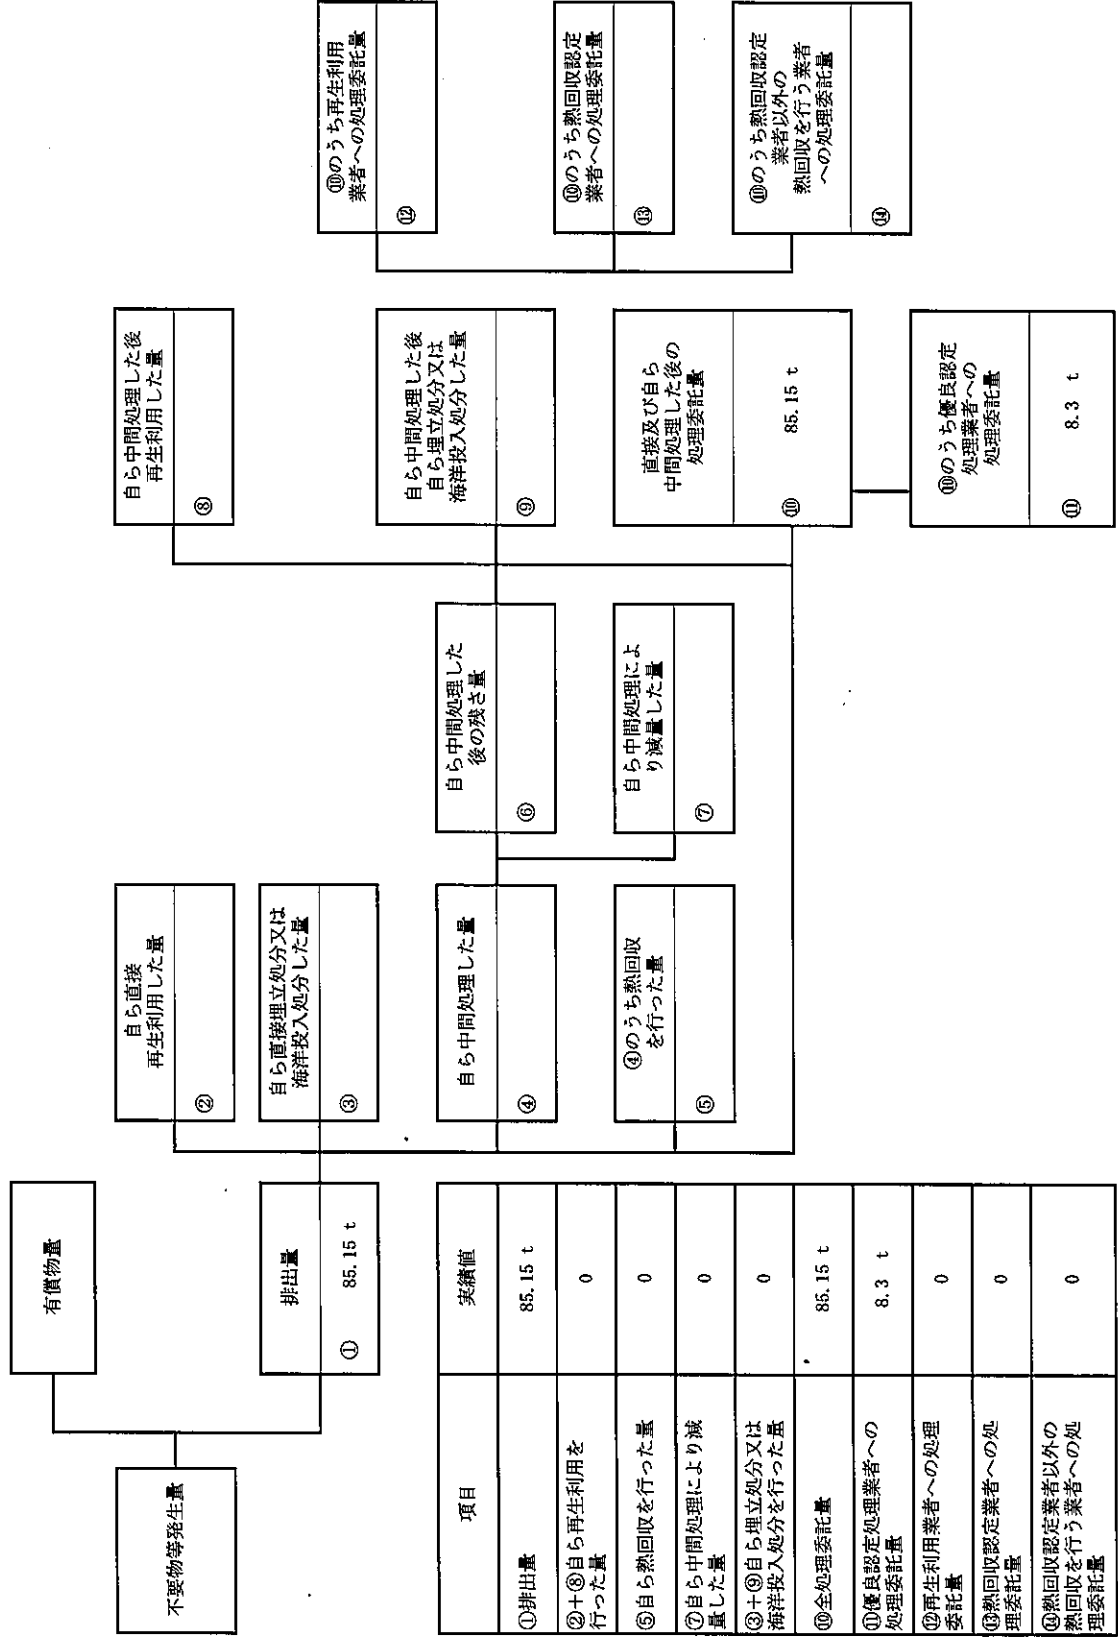 不要物等発生量
有償物量
排出量
① 85.15 t
自ら直接
再生利用した量
②
自ら直接埋立処分又は
海洋投入処分した量
③
自ら中間処理した量
④
④のうち熱回収
を行った量
⑤
自ら中間処理した
後の残さ量
⑥
自ら中間処理によ
り減量した量
⑦
自ら中間処理した後
再生利用した量
⑧
自ら中間処理した後
自ら埋立処分又は
海洋投入処分した量
⑨
直接及び自ら
中間処理した後の
処理委託量
⑩ 85.15 t
⑩のうち優良認定
処理業者への
処理委託量
⑪ 8.3 t
⑩のうち再生利用
業者への処理委託量
⑫
⑩のうち熱回収認定
業者への処理委託量
⑬
⑩のうち熱回収認定
業者以外の
熱回収を行う業者
への処理委託量
⑭
項目 実績値
①排出量 85.15 t
②+⑧自ら再生利用を
行った量 0
⑤自ら熱回収を行った量 0
⑦自ら中間処理により減
量した量 0
③+⑨自ら埋立処分又は
海洋投入処分を行った量 0
⑩全処理委託量 85.15 t
⑪優良認定処理業者への
処理委託量 8.3 t
⑫再生利用業者への処理
委託量 0
⑬熱回収認定業者への処
理委託量 0
⑭熱回収認定業者以外の
熱回収を行う業者への処
理委託量 0